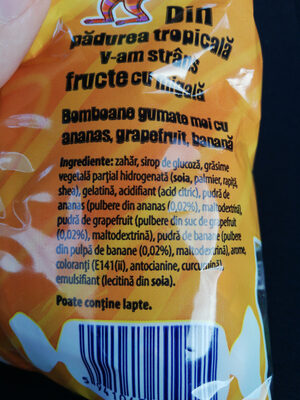 Din
pădurea tropicală
v-am strâns
fructe cu migală
Bomboane gumate moi cu
ananas, grapefruit, banană
Ingrediente: zahăr, sirop de glucoză, grăsime
vegetală parțial hidrogenată (soia, palmier, rapiță,
shea), gelatină, acidifiant (acid citric), pudră de
ananas (pulbere din ananas (0,02%), maltodextrină),
pudră de grapefruit (pulbere din suc de grapefruit
(0,02%), maltodextrină), pudră de banane (pulbere
din pulpă de banane (0,02%), maltodextrină), arome,
coloranți (E141(ii), antocianine, curcumină),
emulsifiant (lecitină din soia).
Poate conține lapte.